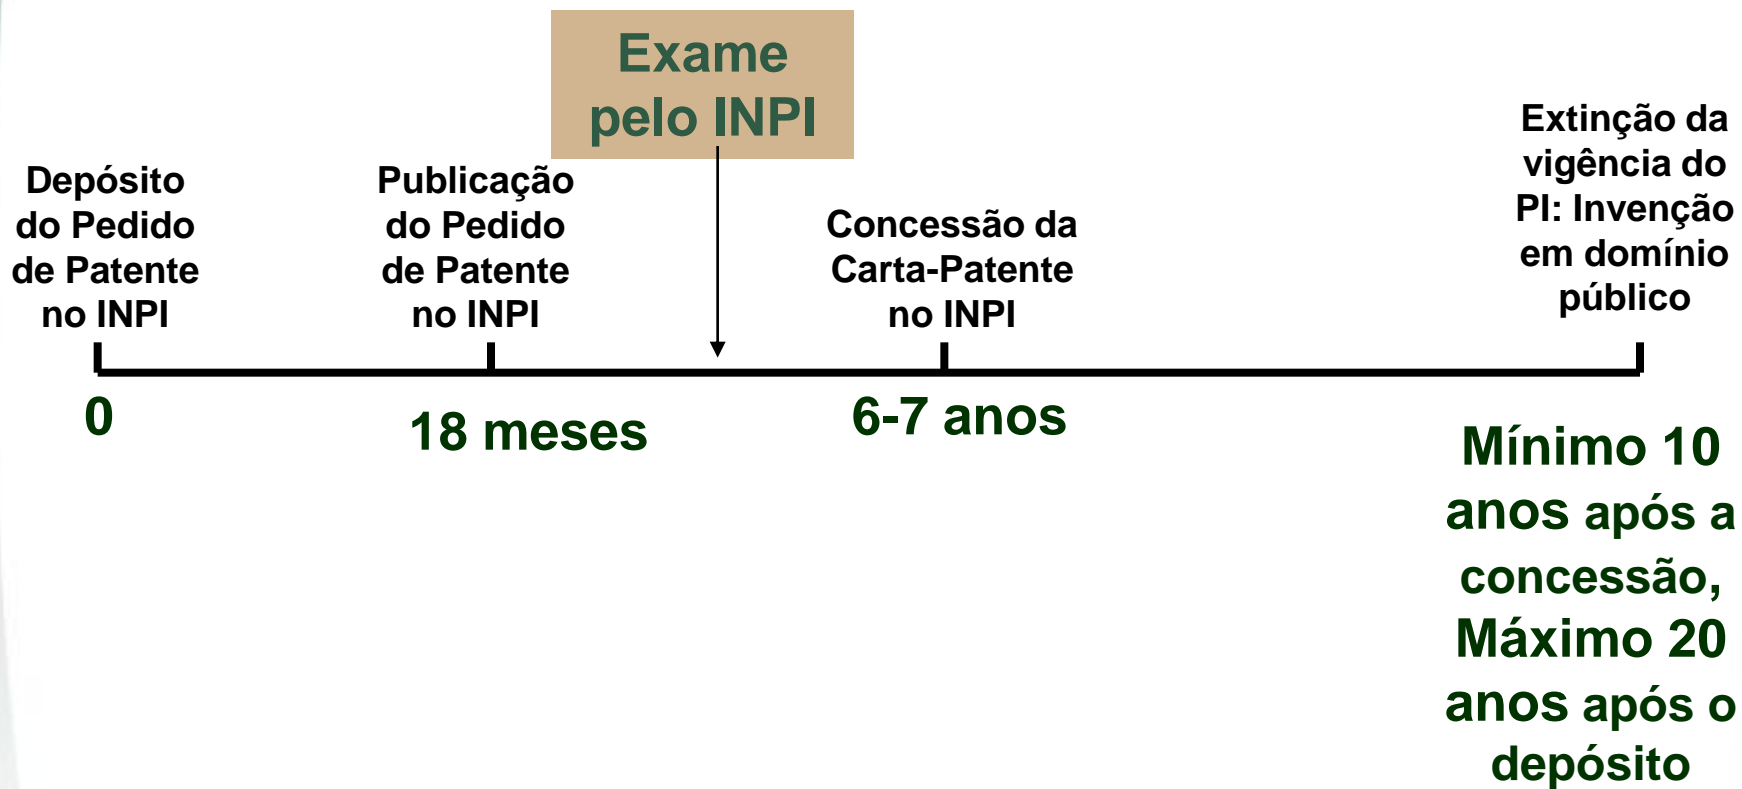 Exame
pelo INPI
Depósito
do Pedido
de Patente
no INPI
Publicação
do Pedido
de Patente
no INPI
Concessão da
Carta-Patente
no INPI
Extinção da
vigência do
PI: Invenção
em domínio
público
0
18 meses
6-7 anos
Mínimo 10
anos após a
concessão,
Máximo 20
anos após o
depósito